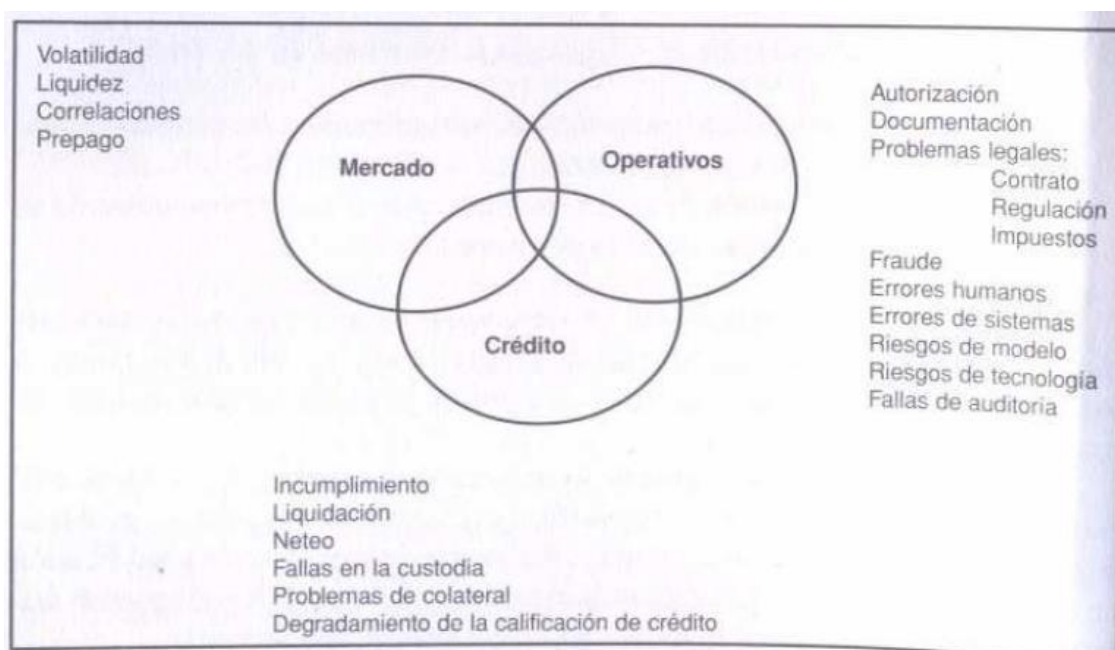 Volatilidad
Liquidez
Correlaciones
Prepago
Mercado
Operativos
Crédito
Autorización
Documentación
Problemas legales:
Contrato
Regulación
Impuestos
Fraude
Errores humanos
Errores de sistemas
Riesgos de modelo
Riesgos de tecnología
Fallas de auditoría
Incumplimiento
Liquidación
Neteo
Fallas en la custodia
Problemas de colateral
Degradamiento de la calificación de crédito